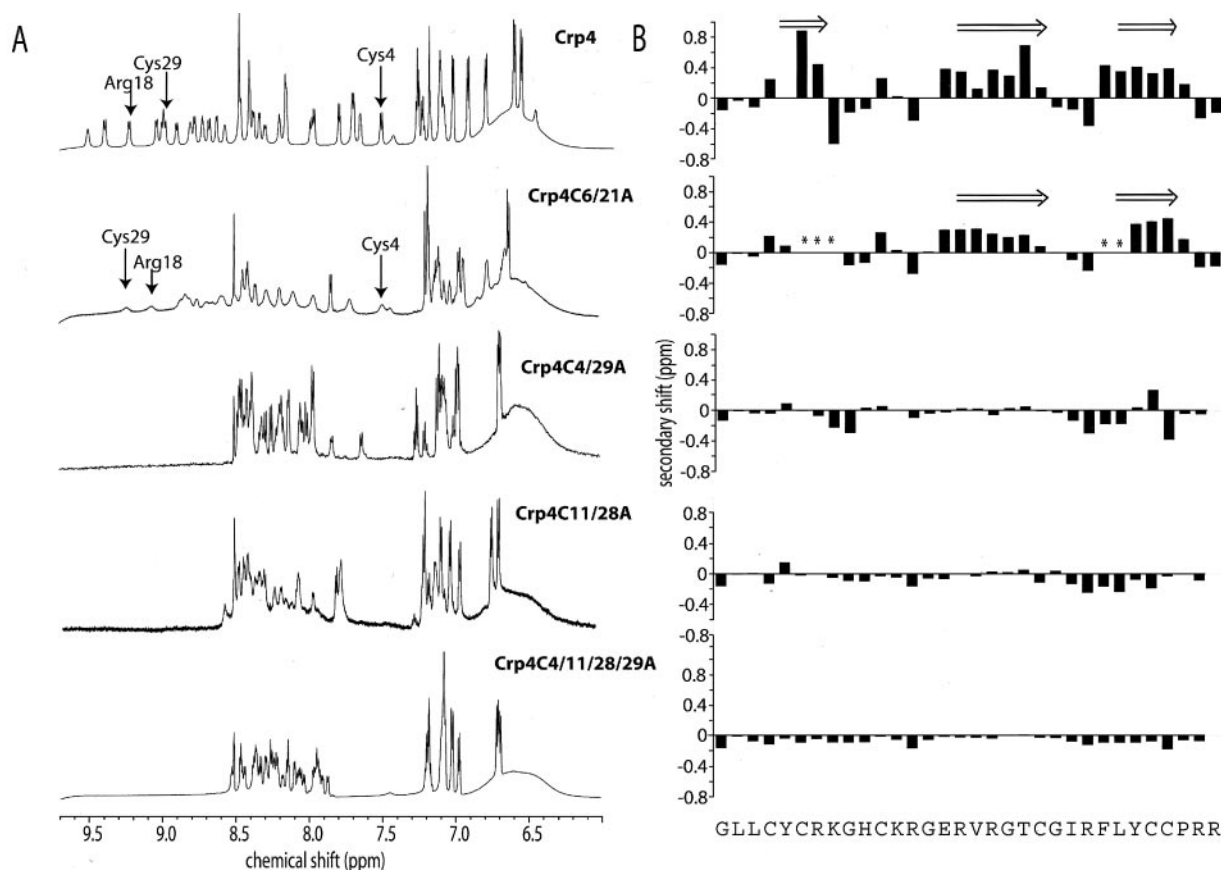 A
B
Crp4
Cys29
Arg18
Cys4
Crp4C6/21A
Cys29
Arg18
Cys4
Crp4C4/29A
Crp4C11/28A
Crp4C4/11/28/29A
9.5 9.0 8.5 8.0 7.5 7.0 6.5
chemical shift (ppm)
secondary shift (ppm)
0.8
0.4
0
-0.4
-0.8
0.8
0.4
* * * * *
0
-0.4
-0.8
0.8
0.4
0
-0.4
-0.8
0.8
0.4
0
-0.4
-0.8
0.8
0.4
0
-0.4
-0.8
GLLCYCRKGHCKRGERVRGTCGIRFLYCCPRR